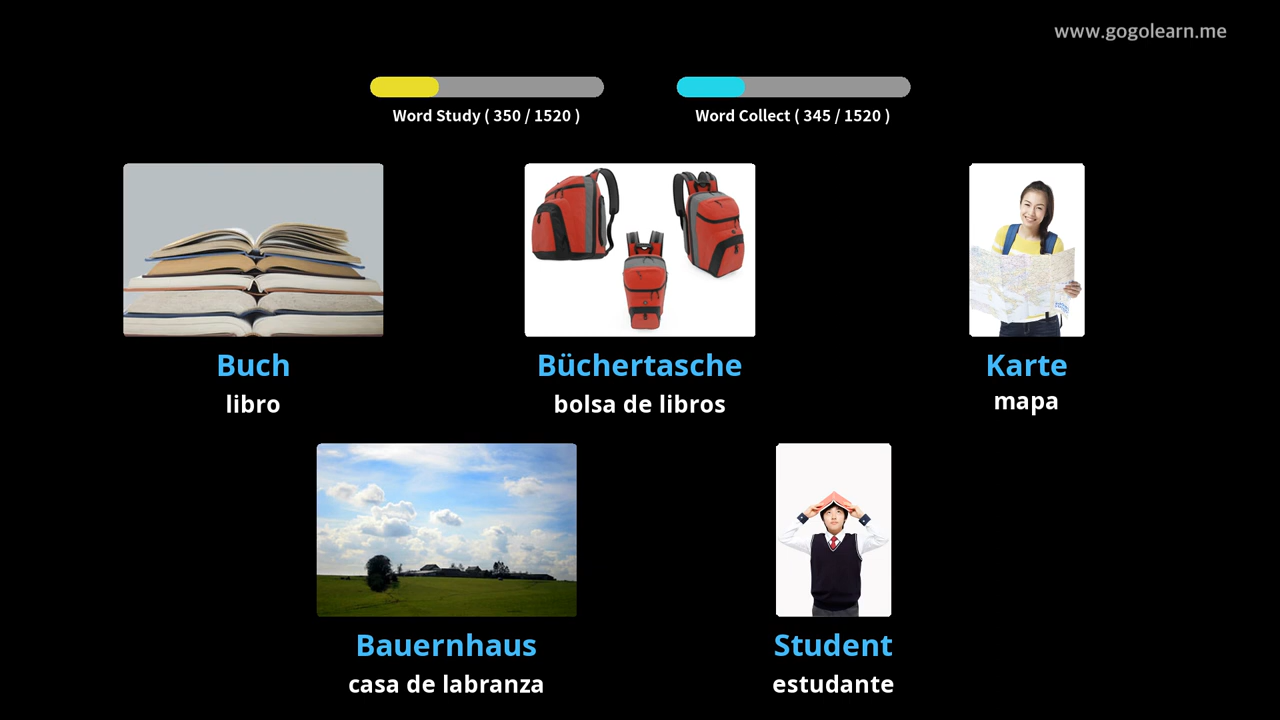 www.gogolearn.me
Word Study ( 350 / 1520 )
Word Collect ( 345 / 1520 )
Buch
libro
Büchertasche
bolsa de libros
Karte
mapa
Bauernhaus
casa de labranza
Student
estudante